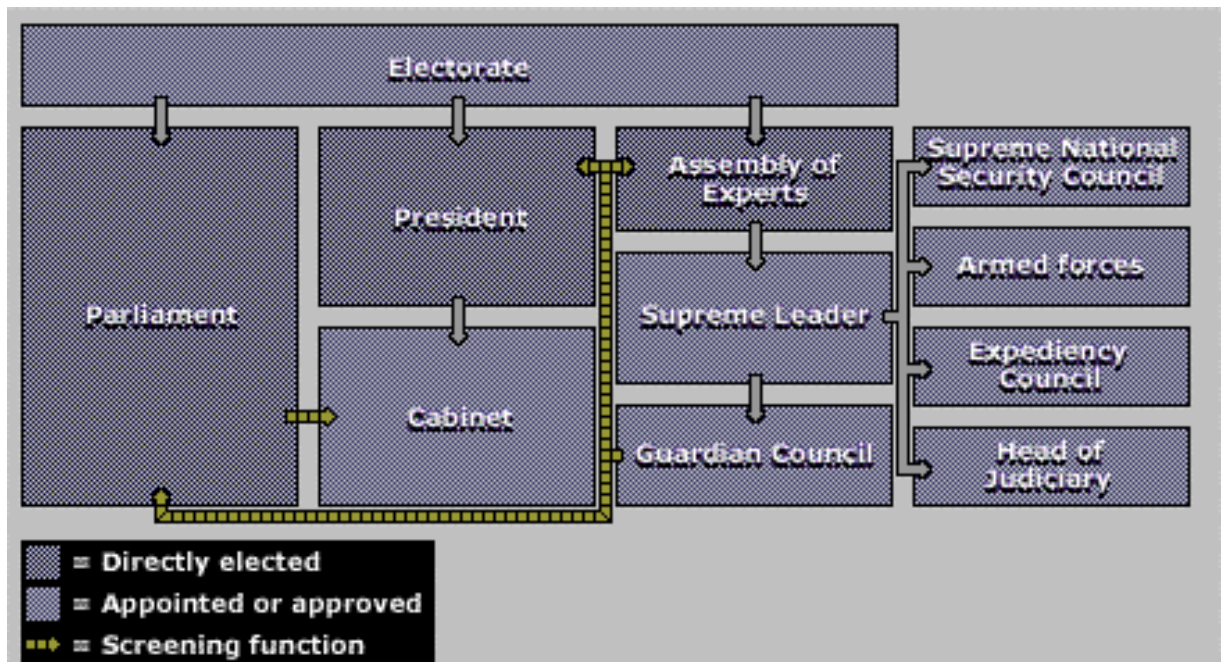 Electorate
Parliament
President
Cabinet
Assembly of
Experts
Supreme Leader
Guardian Council
Supreme National
Security Council
Armed forces
Expediency
Council
Head of
Judiciary
= Directly elected
= Appointed or approved
= Screening function